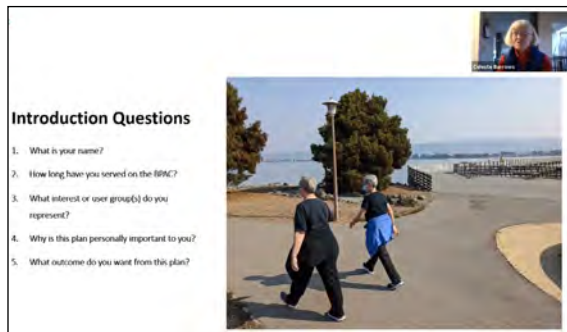 Introduction Questions
1. What is your name?
2. How long have you served on the BPAC?
3. What interest or user group(s) do you
represent?
4. Why is this plan personally important to you?
5. What outcome do you want from this plan?